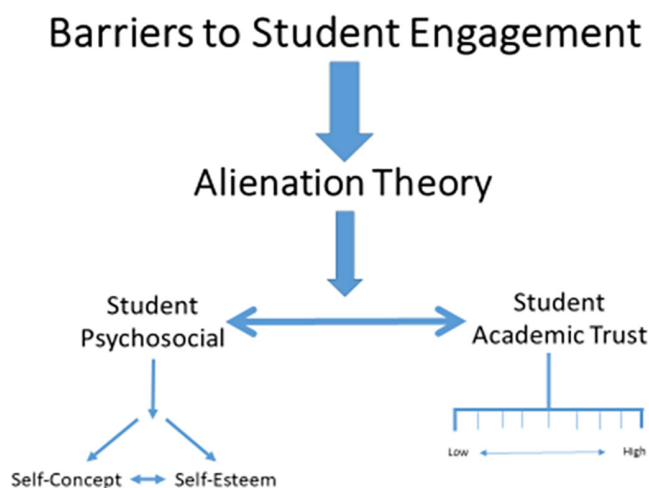 Barriers to Student Engagement
Alienation Theory
Student
Psychosocial
Student
Academic Trust
Low
High
Self-Concept
Self-Esteem